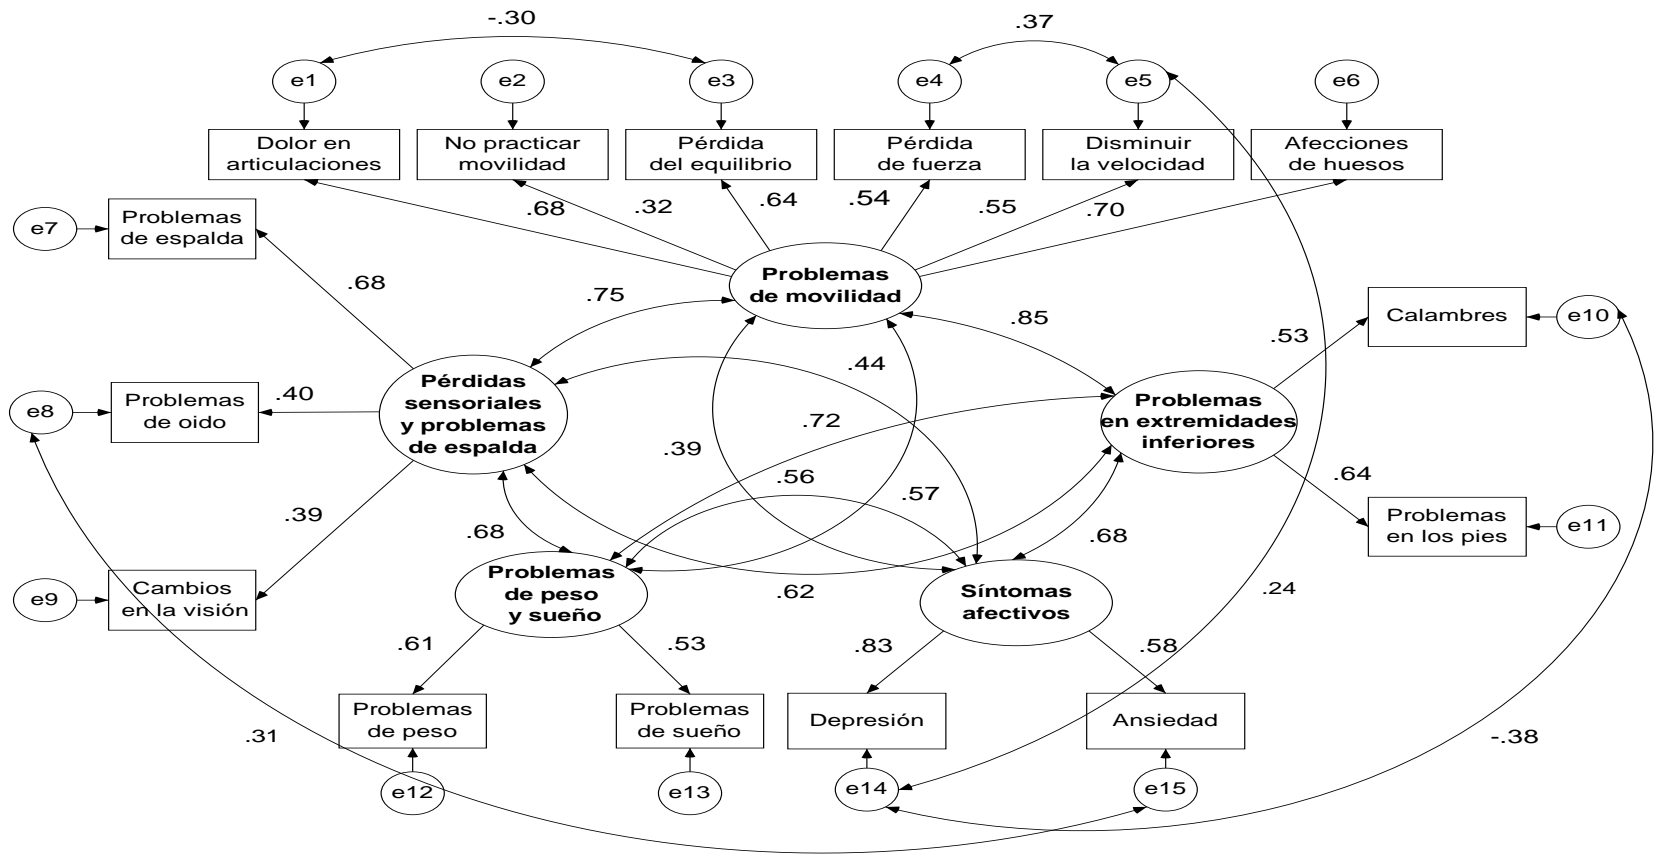 -.30
.37
e1
e2
e3
e4
e5
e6
Dolor en
articulaciones
No practicar
movilidad
Pérdida
del equilibrio
Pérdida
de fuerza
Disminuir
la velocidad
Afecciones
de huesos
.68
.32
.64
.54
.55
.70
e7
Problemas
de espalda
.68
.75
Problemas
de movilidad
.85
.53
Calambres
e10
.44
e8
Problemas
de oido
.40
Pérdidas
sensoriales
y problemas
de espalda
.72
.39
.56
.57
Problemas
en extremidades
inferiores
.64
Problemas
en los pies
e11
.39
.68
.68
e9
Cambios
en la visión
Problemas
de peso
y sueño
.62
Síntomas
afectivos
.24
.61
.53
.83
.58
Problemas
de peso
Problemas
de sueño
Depresión
Ansiedad
.31
-.38
e12
e13
e14
e15